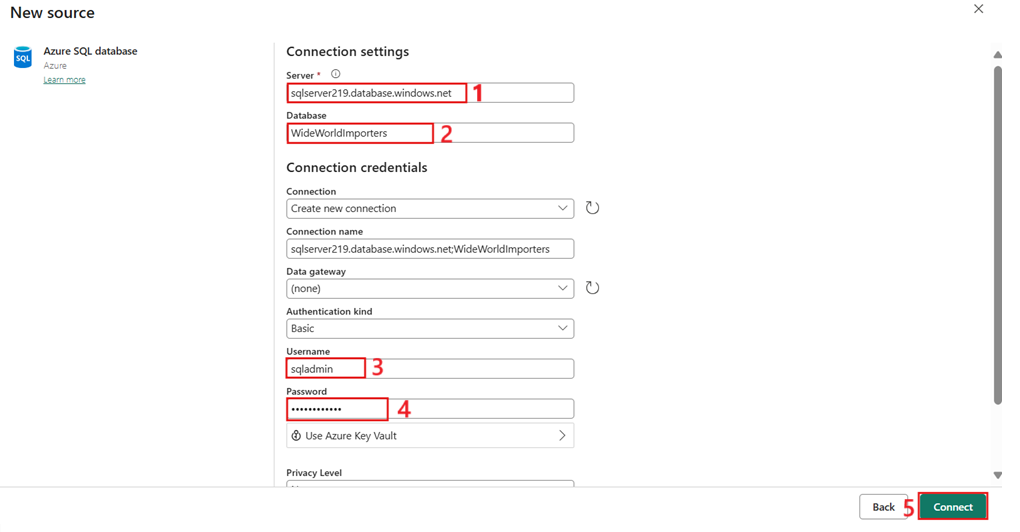 New source
SQL
Azure SQL database
Azure
Learn more
Connection settings
Server *
sqlserver219.database.windows.net 1
Database
WideWorldImporters 2
Connection credentials
Connection
Create new connection
Connection name
sqlserver219.database.windows.net;WideWorldImporters
Data gateway
(none)
Authentication kind
Basic
Username
sqladmin 3
Password
•••••••••••• 4
Use Azure Key Vault
Privacy Level
Back 5 Connect